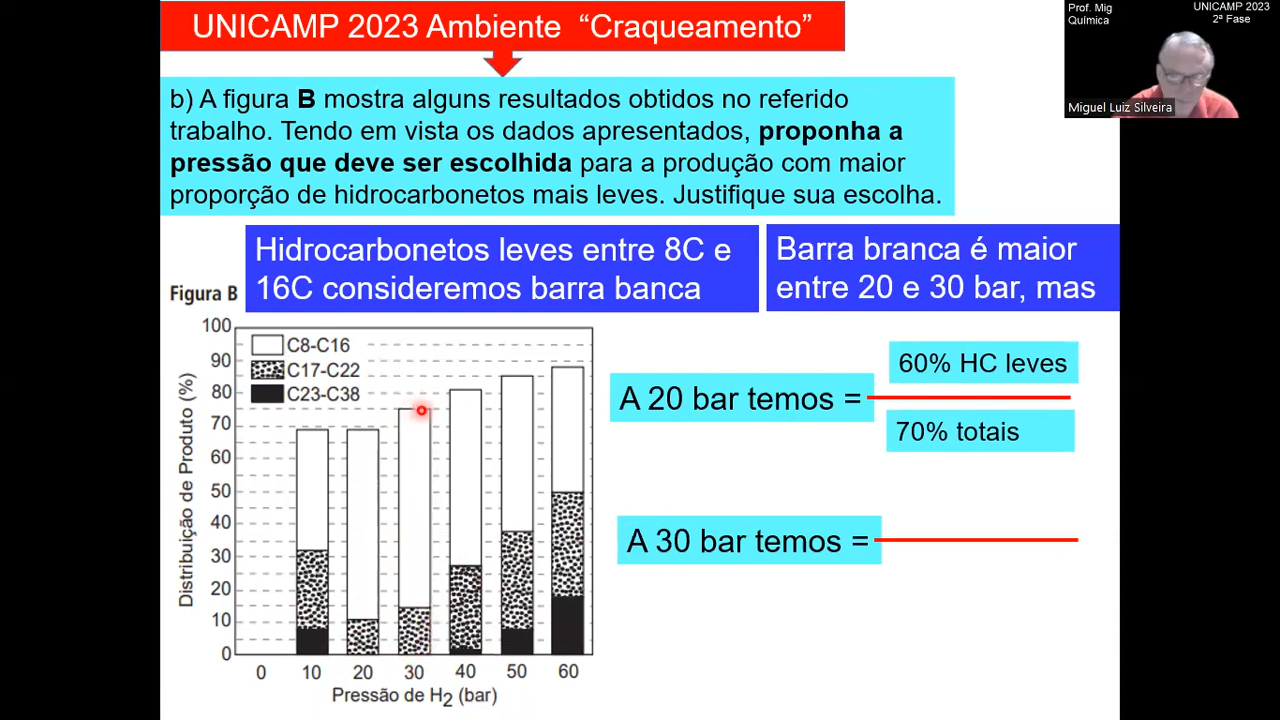 UNICAMP 2023 Ambiente “Craqueamento”
Prof. Mig
Química
UNICAMP 2023
2ª Fase
Miguel Luiz Silveira
b) A figura B mostra alguns resultados obtidos no referido
trabalho. Tendo em vista os dados apresentados, proponha a
pressão que deve ser escolhida para a produção com maior
proporção de hidrocarbonetos mais leves. Justifique sua escolha.
Hidrocarbonetos leves entre 8C e
16C consideremos barra banca
Barra branca é maior
entre 20 e 30 bar, mas
Figura B
Distribuição de Produto (%)
100
90
80
70
60
50
40
30
20
10
0
C8-C16
C17-C22
C23-C38
0 10 20 30 40 50 60
Pressão de H2 (bar)
A 20 bar temos =
60% HC leves
70% totais
A 30 bar temos =